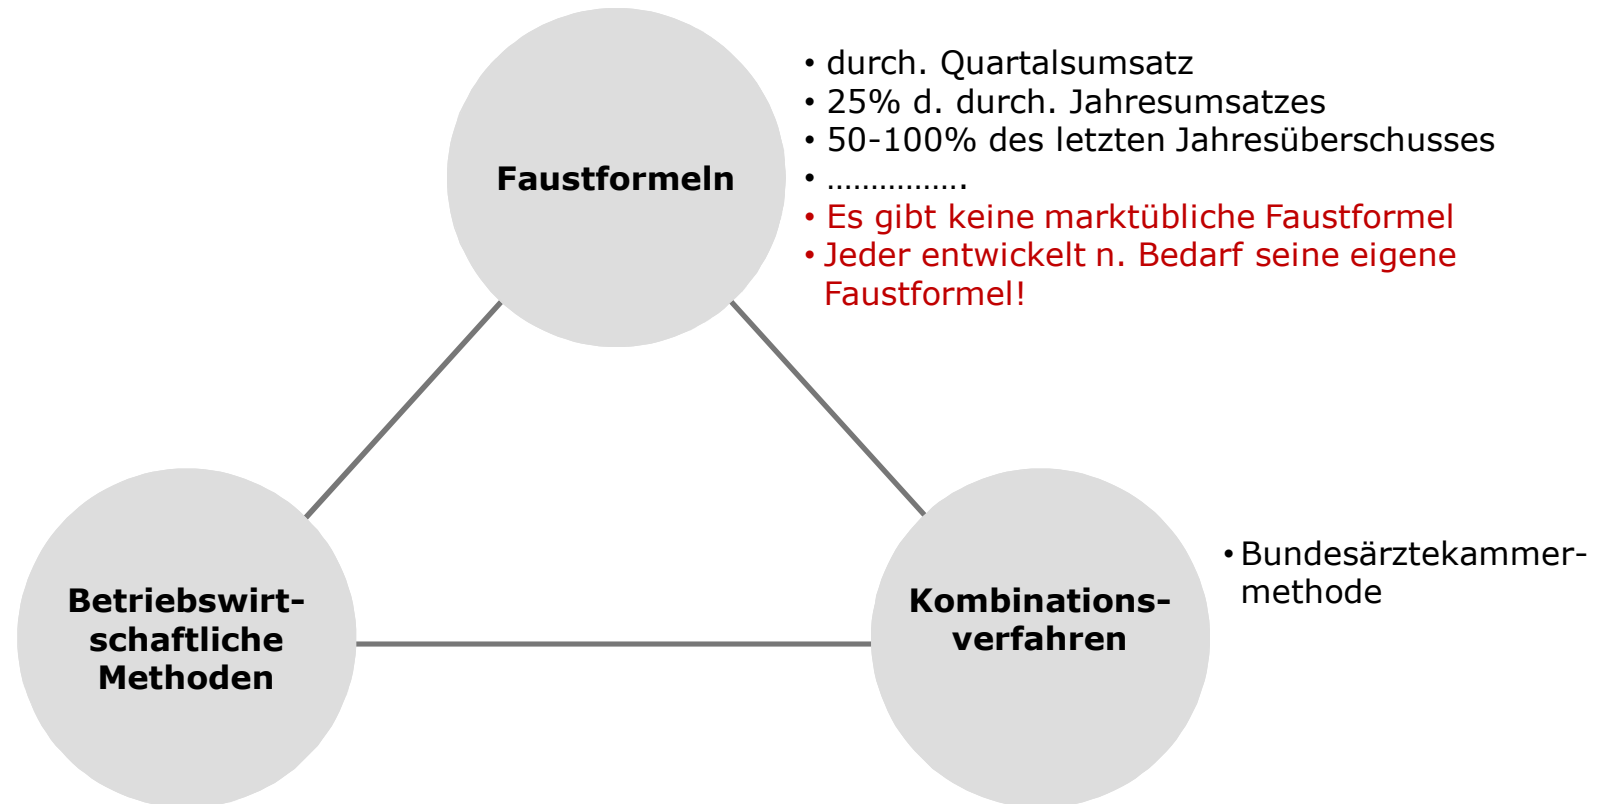 Faustformeln
• durch. Quartalsumsatz
• 25% d. durch. Jahresumsatzes
• 50-100% des letzten Jahresüberschusses
• …………….
• Es gibt keine marktübliche Faustformel
• Jeder entwickelt n. Bedarf seine eigene
Faustformel!
Betriebswirt-
schaftliche
Methoden
Kombinations-
verfahren
• Bundesärztekammer-
methode